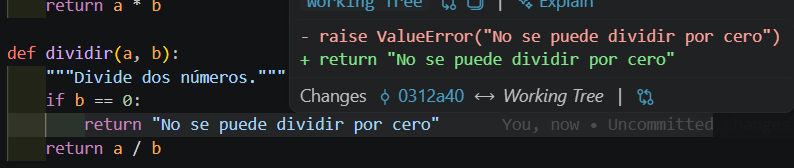 return a * b
Working Tree | Explain
- raise ValueError("No se puede dividir por cero")
+ return "No se puede dividir por cero"
def dividir(a, b):
"""Divide dos números."""
if b == 0:
Changes 0312a40 ↔ Working Tree |
return "No se puede dividir por cero" You, now • Uncommitted changes
return a / b